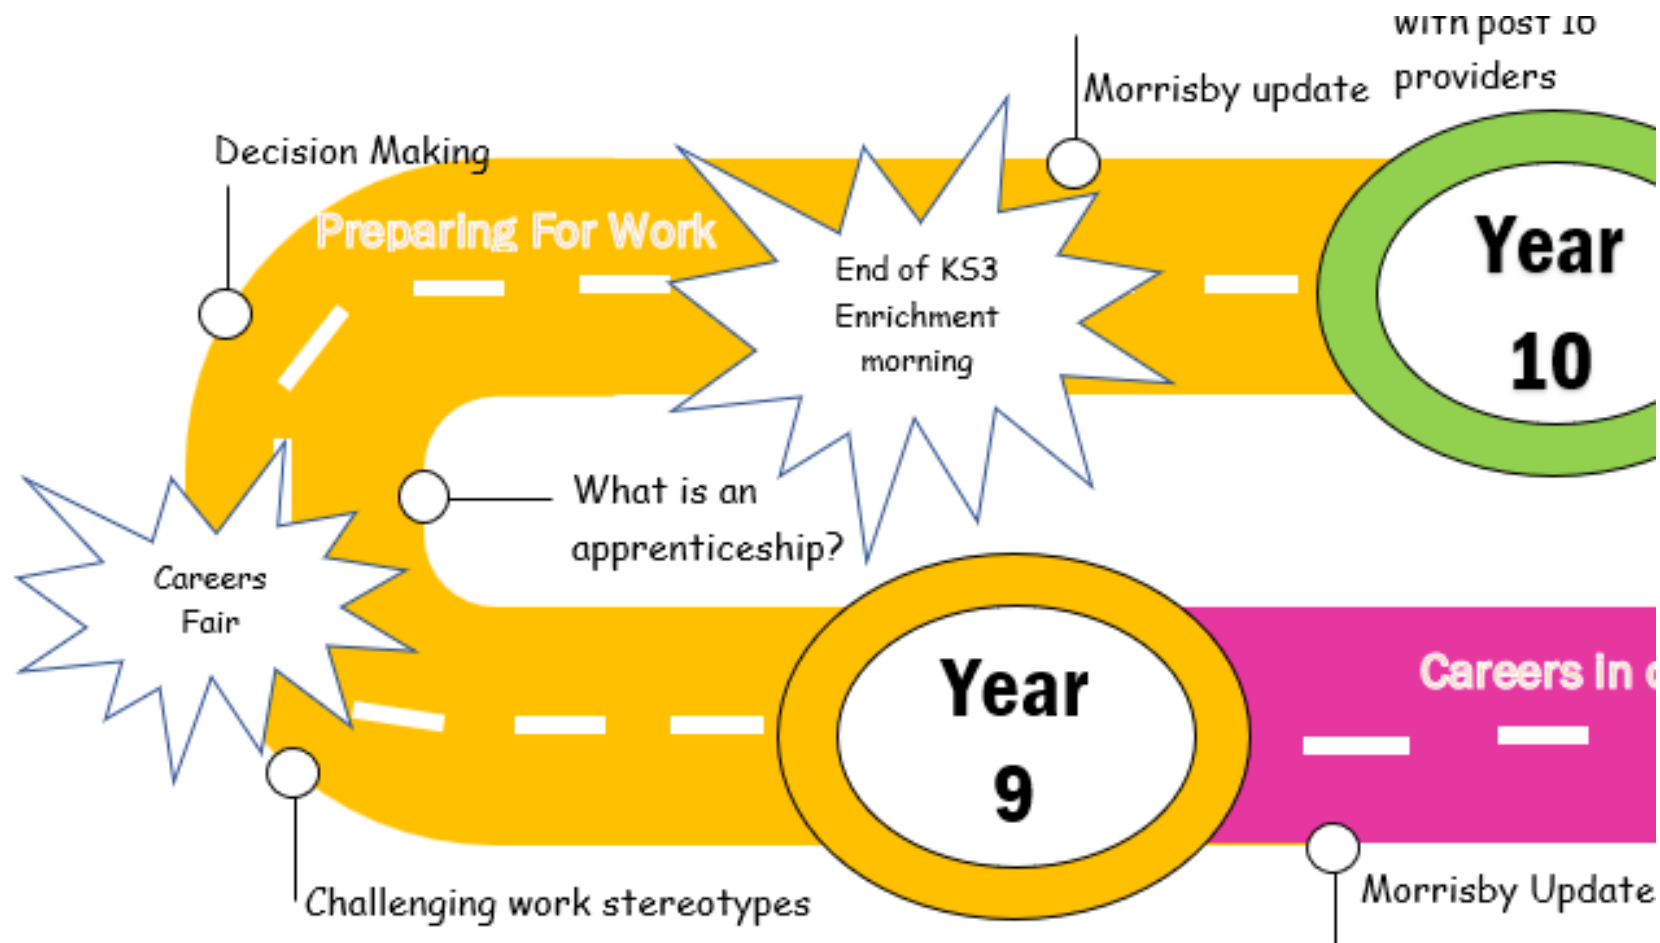 with post 16
providers
Morrisby update
Decision Making
Preparing For Work
End of KS3
Enrichment
morning
Year
10
What is an
apprenticeship?
Careers
Fair
Year
9
Careers in
Challenging work stereotypes
Morrisby Update